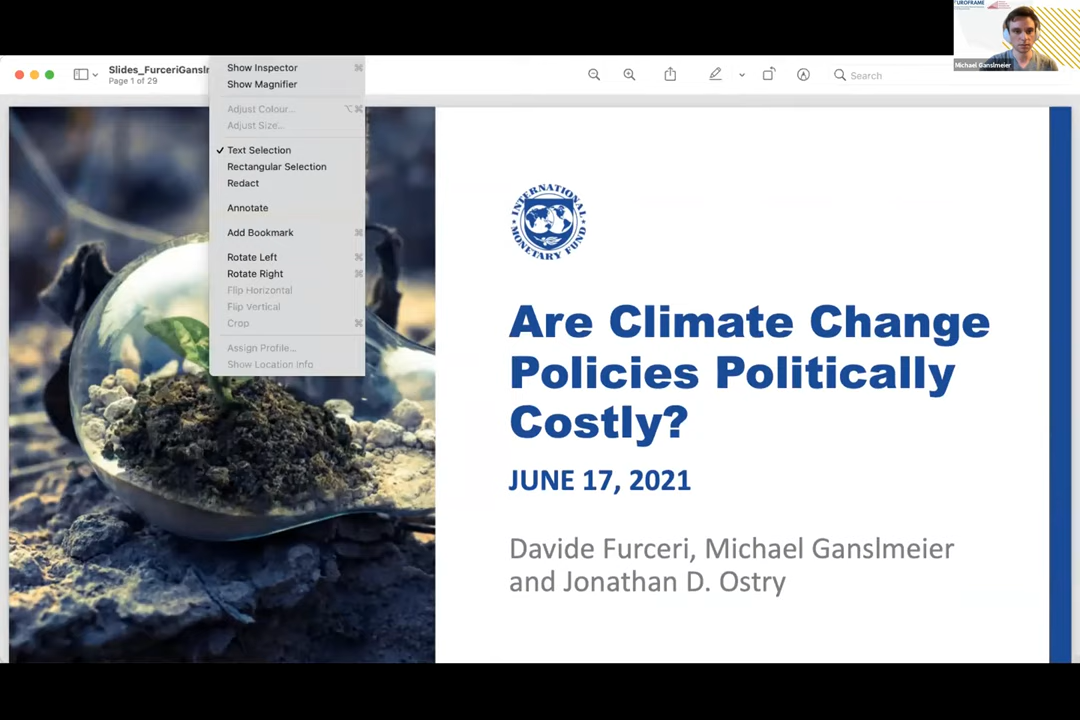 UROFRAME
Michael Ganslmeier
Slides_FurceriGanslr
Page 1 of 29
Search
Show Inspector ⌘
Show Magnifier
Adjust Colour... ⌥⌘
Adjust Size...
✓ Text Selection
Rectangular Selection
Redact
Annotate
Add Bookmark ⌘
Rotate Left ⌘
Rotate Right ⌘
Flip Horizontal
Flip Vertical
Crop ⌘
Assign Profile...
Show Location Info
INTERNATIONAL MONETARY FUND
Are Climate Change
Policies Politically
Costly?
JUNE 17, 2021
Davide Furceri, Michael Ganslmeier
and Jonathan D. Ostry